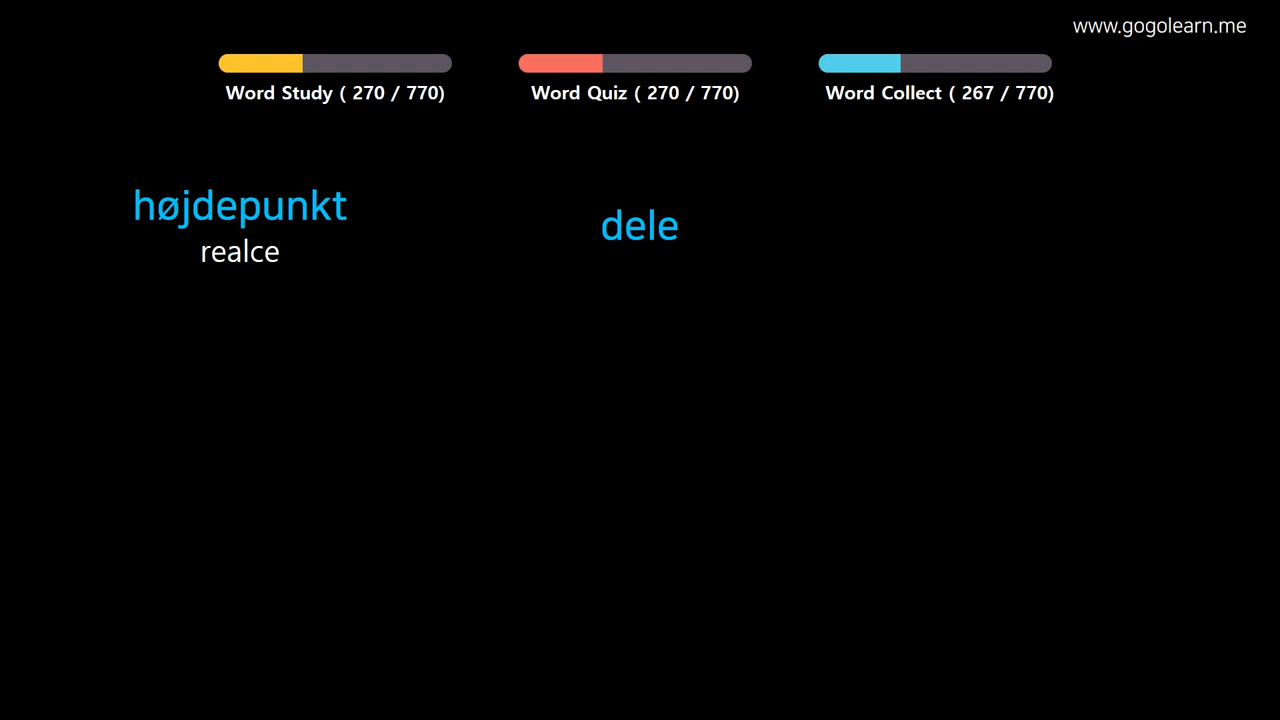 www.gogolearn.me
Word Study ( 270 / 770)
Word Quiz ( 270 / 770)
Word Collect ( 267 / 770)
højdepunkt
realce
dele